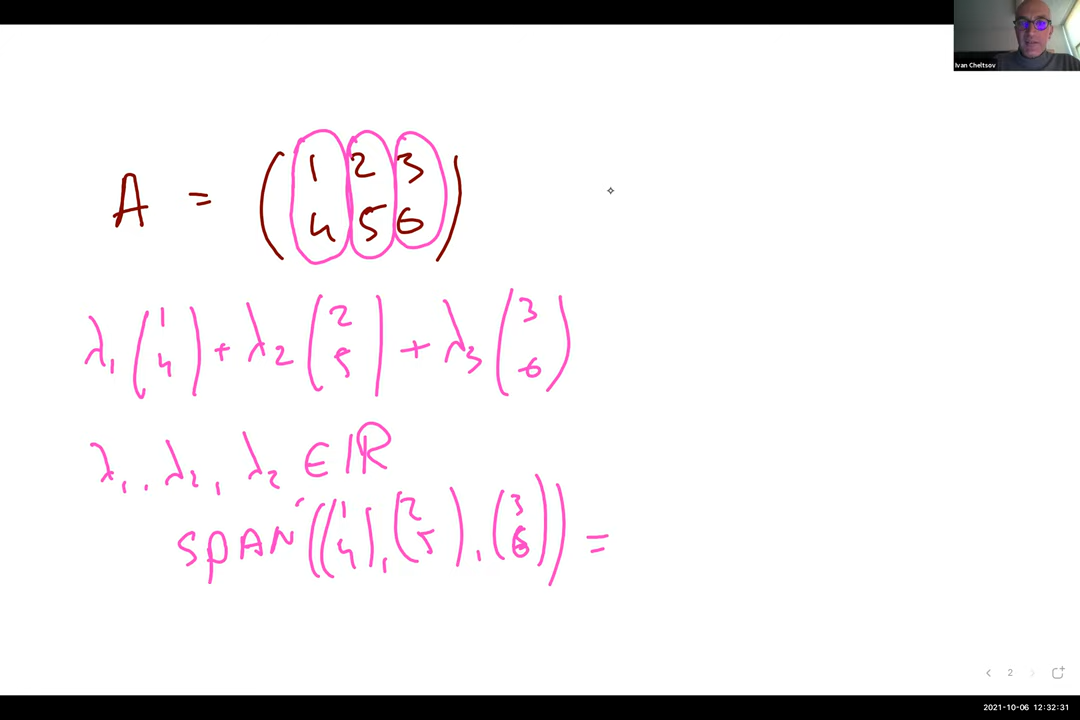 Ivan Cheltsov
A = ( 1 2 3
4 5 6 )
λ₁ (1 4) + λ₂ (2 5) + λ₃ (3 6)
λ₁, λ₂, λ₂ ∈ ℝ
SPAN ((1 4), (2 5), (3 6)) =
2
2021-10-06 12:32:31